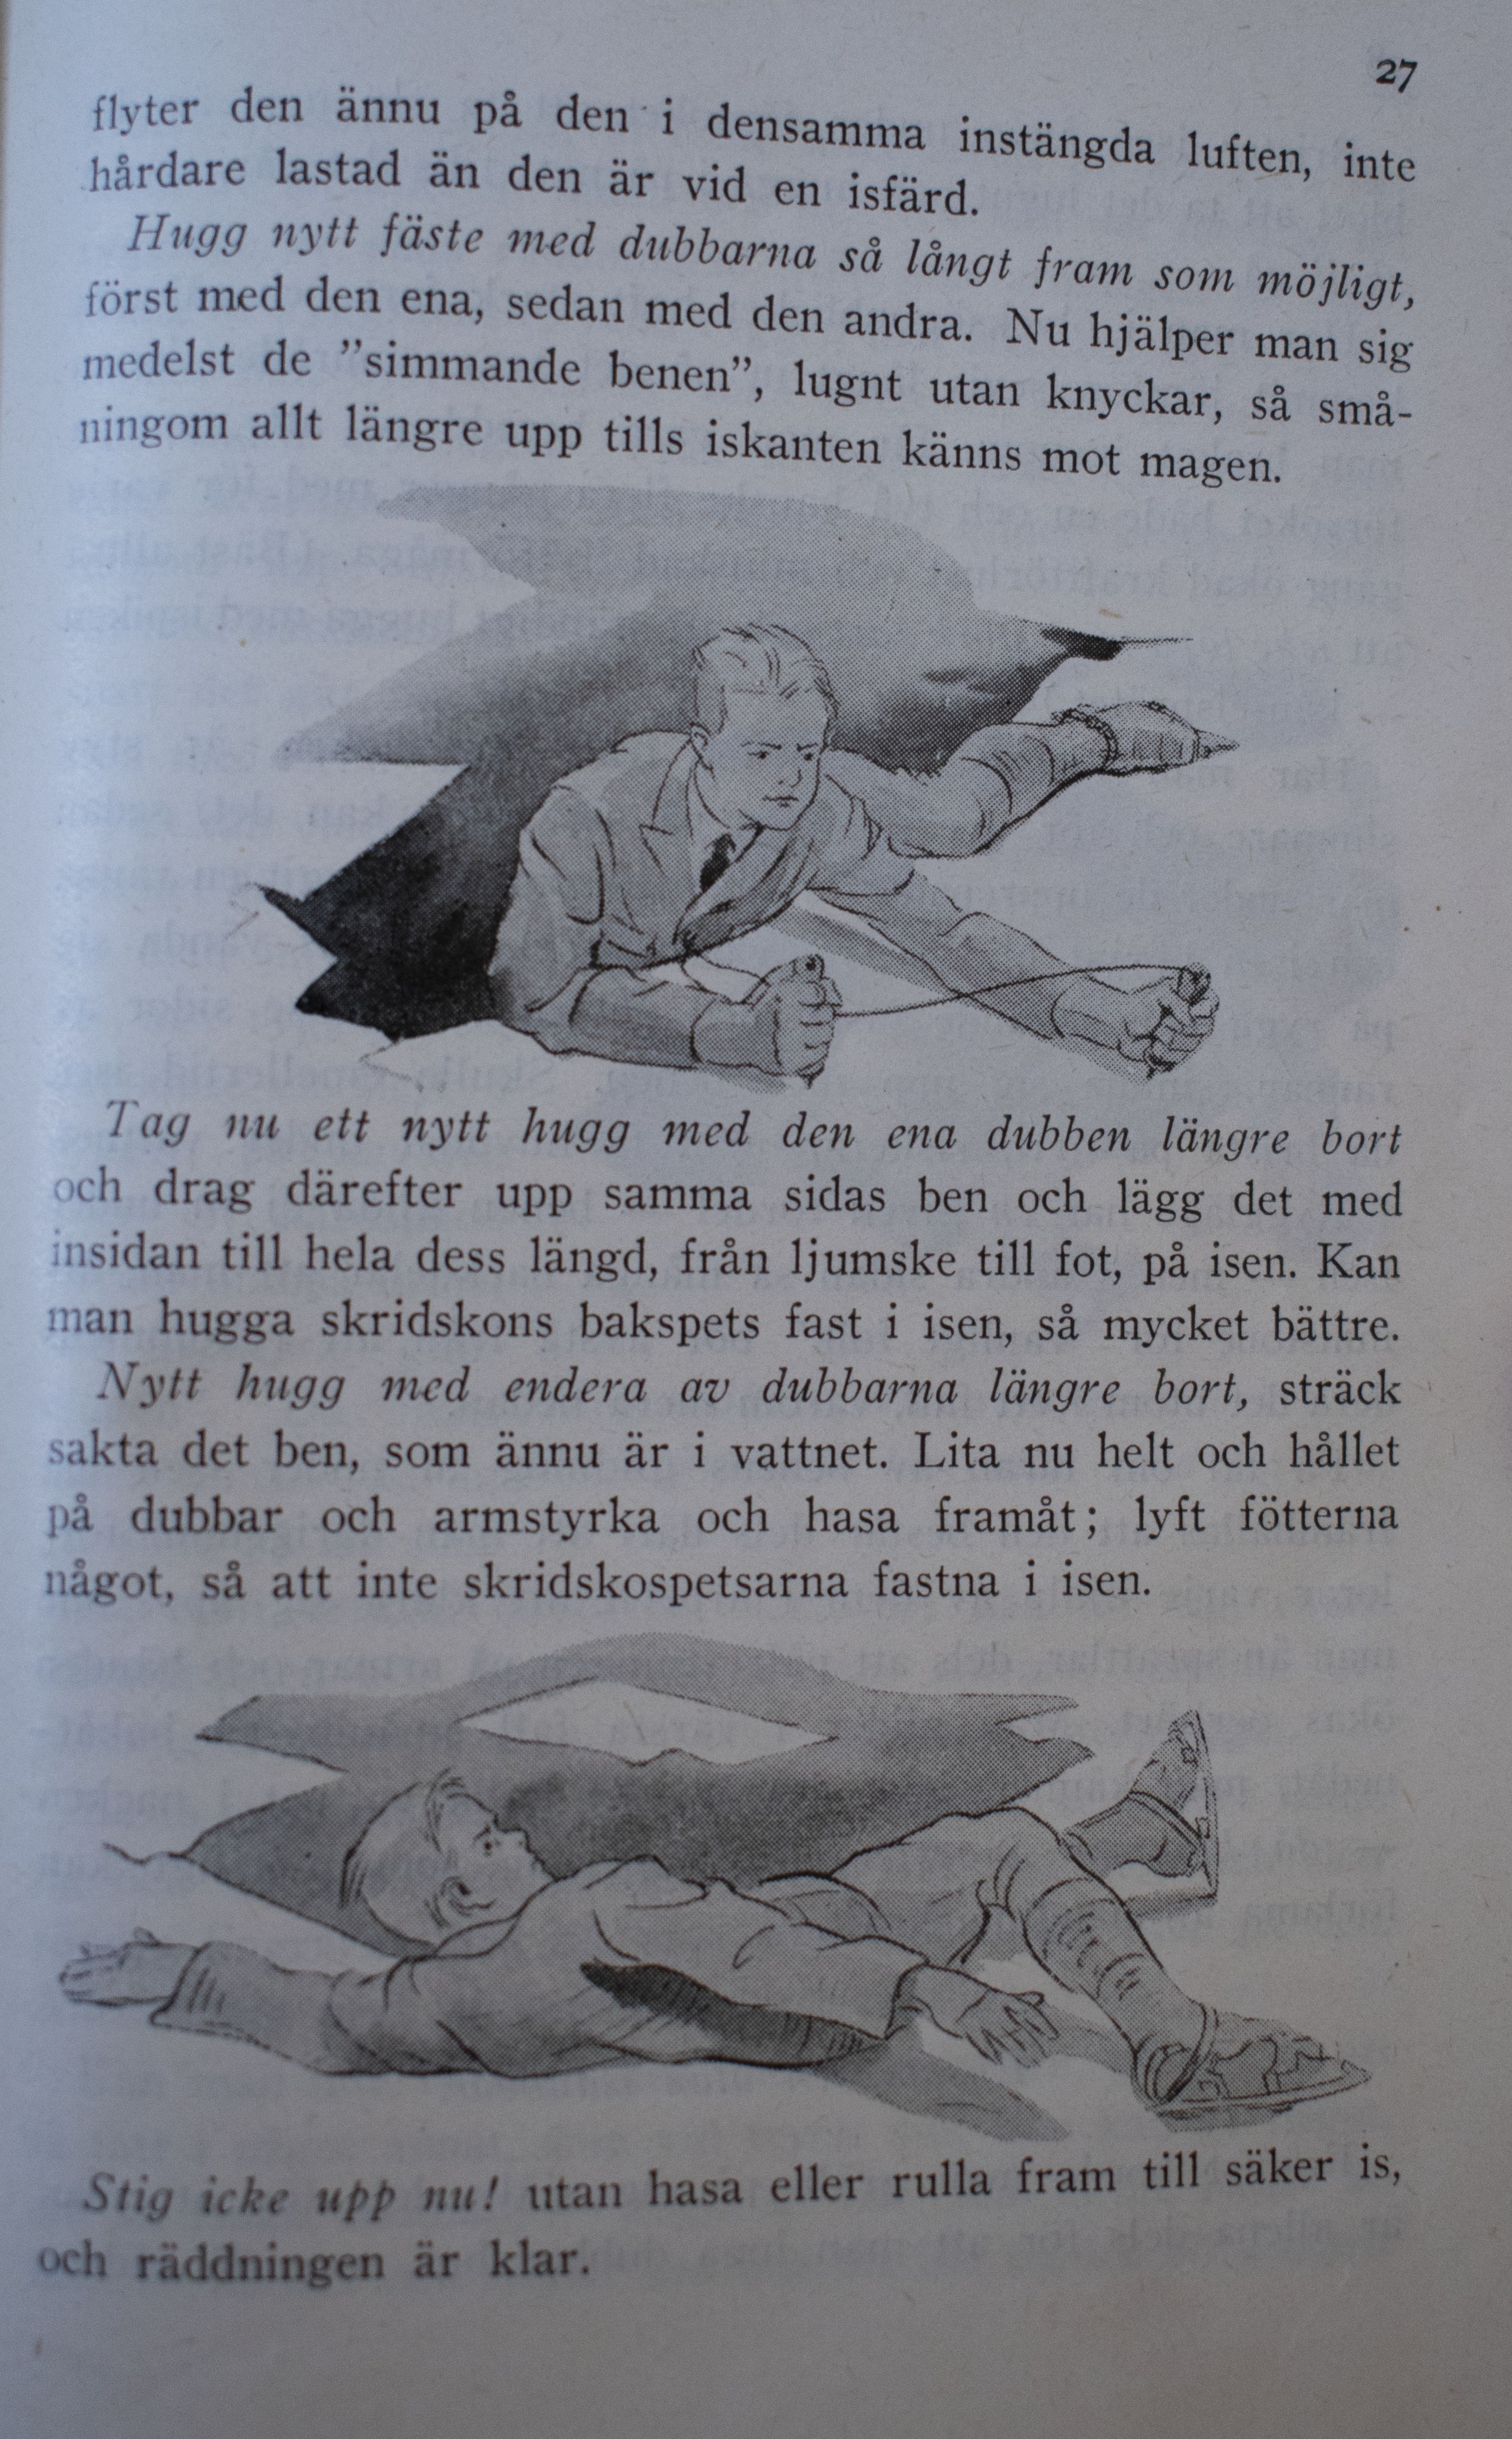 27
flyter den ännu på den i densamma instängda luften, inte
hårdare lastad än den är vid en isfärd.
Hugg nytt fäste med dubbarna så långt fram som möjligt,
först med den ena, sedan med den andra. Nu hjälper man sig
medelst de ”simmande benen”, lugnt utan knyckar, så små-
ningom allt längre upp tills iskanten känns mot magen.
Tag nu ett nytt hugg med den ena dubben längre bort
och drag därefter upp samma sidas ben och lägg det med
insidan till hela dess längd, från ljumske till fot, på isen. Kan
man hugga skridskons bakspets fast i isen, så mycket bättre.
Nytt hugg med endera av dubbarna längre bort, sträck
sakta det ben, som ännu är i vattnet. Lita nu helt och hållet
på dubbar och armstyrka och hasa framåt; lyft fötterna
något, så att inte skridskospetsarna fastna i isen.
Stig icke upp nu! utan hasa eller rulla fram till säker is,
och räddningen är klar.